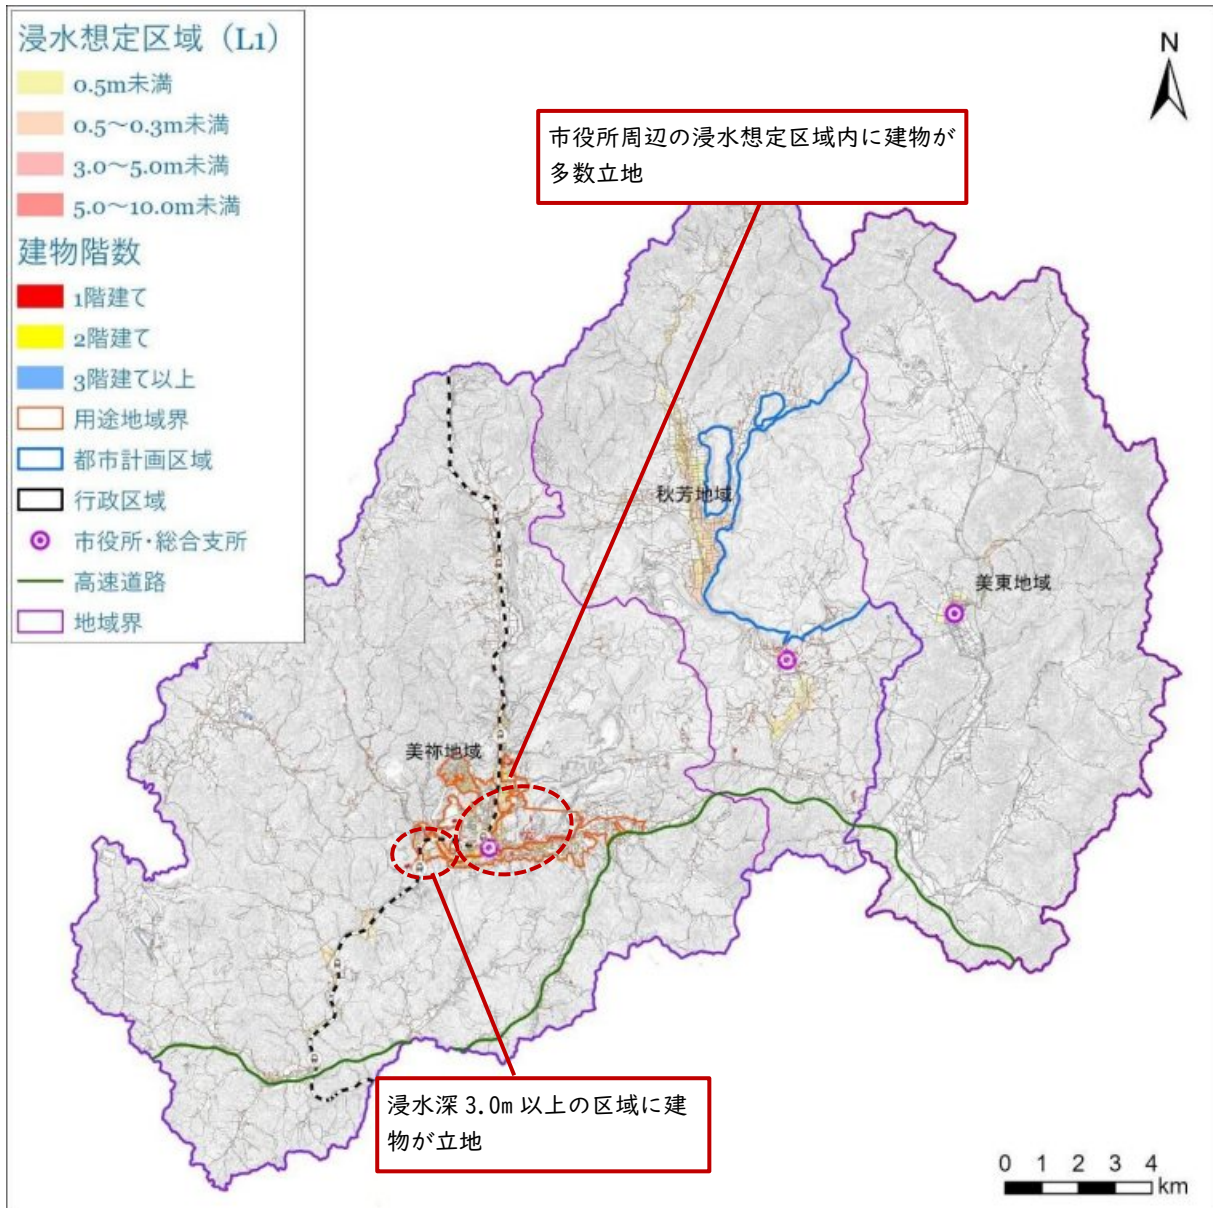 浸水想定区域（L1）
0.5m未満
0.5～0.3m未満
3.0～5.0m未満
5.0～10.0m未満
建物階数
1階建て
2階建て
3階建て以上
用途地域界
都市計画区域
行政区域
市役所・総合支所
高速道路
地域界
N
市役所周辺の浸水想定区域内に建物が
多数立地
秋芳地域
美東地域
美祢地域
浸水深 3.0m 以上の区域に建
物が立地
0 1 2 3 4
km